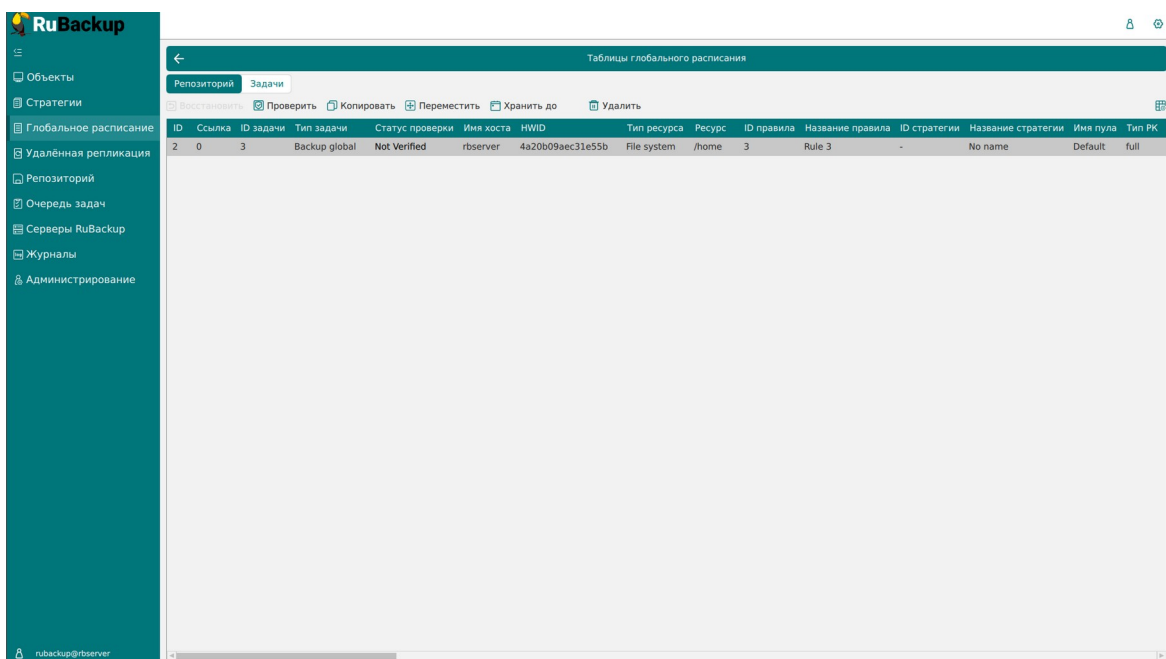 RuBackup
Таблицы глобального расписания
Объекты
Стратегии
Глобальное расписание
Удалённая репликация
Репозиторий
Очередь задач
Серверы RuBackup
Журналы
Администрирование
rubackup@rbserver
Репозиторий Задачи
Восстановить Проверить Копировать Переместить Хранить до Удалить
ID Ссылка ID задачи Тип задачи Статус проверки Имя хоста HWID Тип ресурса Ресурс ID правила Название правила ID стратегии Название стратегии Имя пула Тип РК
2 0 3 Backup global Not Verified rbserver 4a20b09aec31e55b File system /home 3 Rule 3 - No name Default full